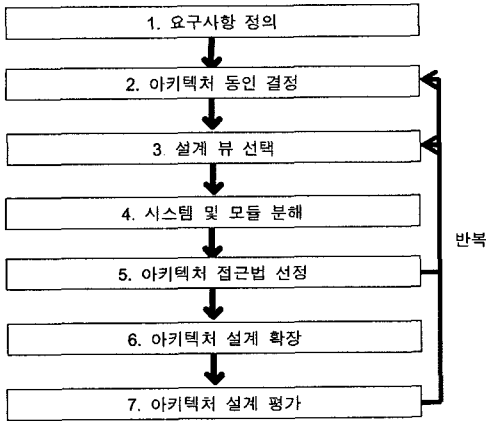 1. 요구사항 정의
2. 아키텍처 동인 결정
3. 설계 뷰 선택
4. 시스템 및 모듈 분해
반복
5. 아키텍처 접근법 선정
6. 아키텍처 설계 확장
7. 아키텍처 설계 평가